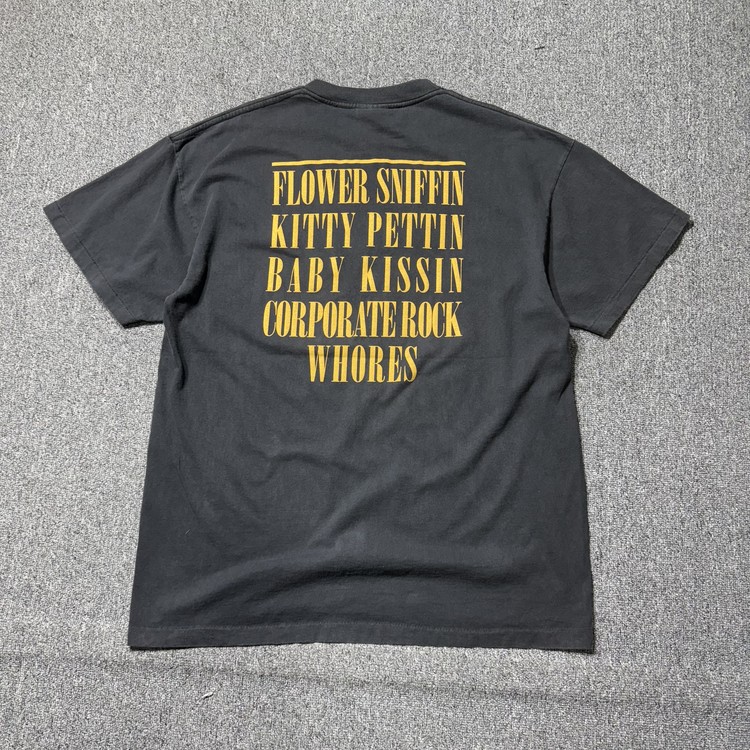 FLOWER SNIFFIN
KITTY PETTIN
BABY KISSIN
CORPORATE ROCK
WHORES